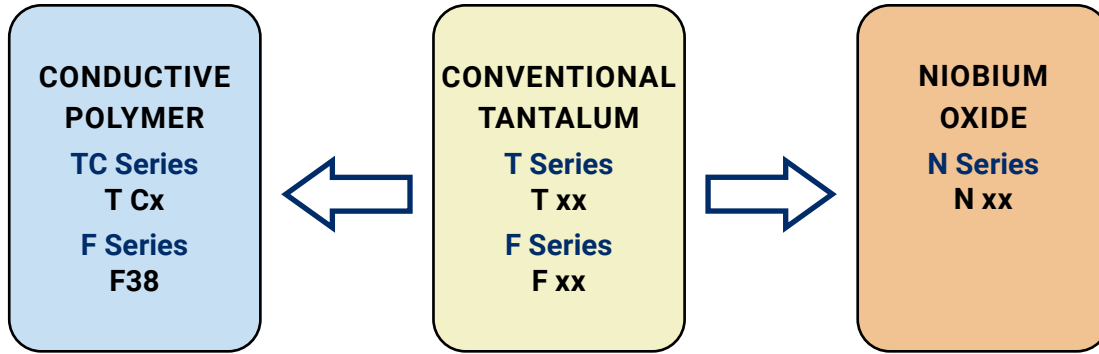 CONDUCTIVE
POLYMER
TC Series
T Cx
F Series
F38
CONVENTIONAL
TANTALUM
T Series
T xx
F Series
F xx
NIOBIUM
OXIDE
N Series
N xx